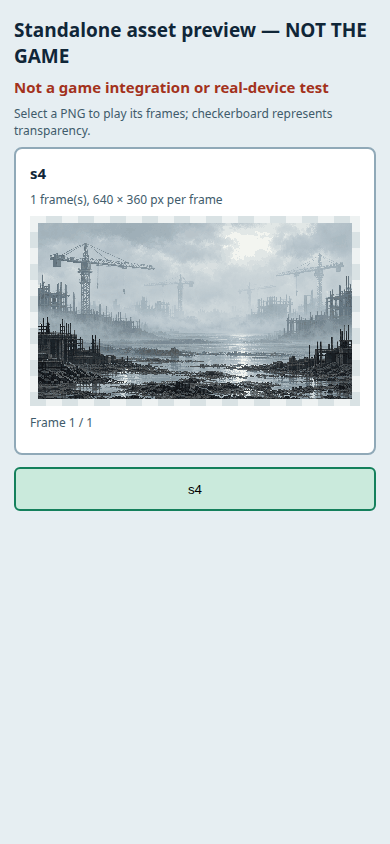 Standalone asset preview — NOT THE
GAME
Not a game integration or real-device test
Select a PNG to play its frames; checkerboard represents
transparency.
s4
1 frame(s), 640 × 360 px per frame
Frame 1 / 1
s4